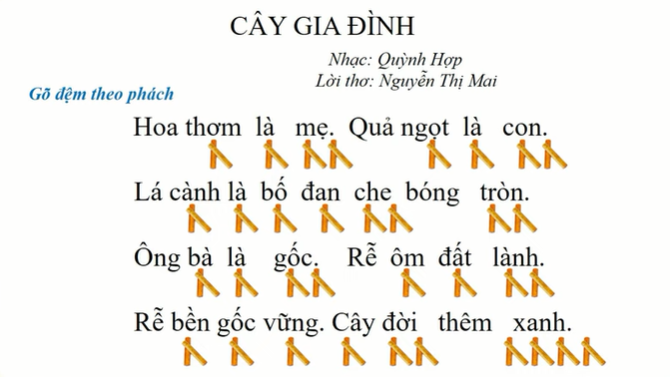 CÂY GIA ĐÌNH
Nhạc: Quỳnh Hợp
Lời thơ: Nguyễn Thị Mai
Gõ đệm theo phách
Hoa thơm là mẹ. Quả ngọt là con.
Lá cành là bố đan che bóng tròn.
Ông bà là gốc. Rễ ôm đất lành.
Rễ bền gốc vững. Cây đời thêm xanh.